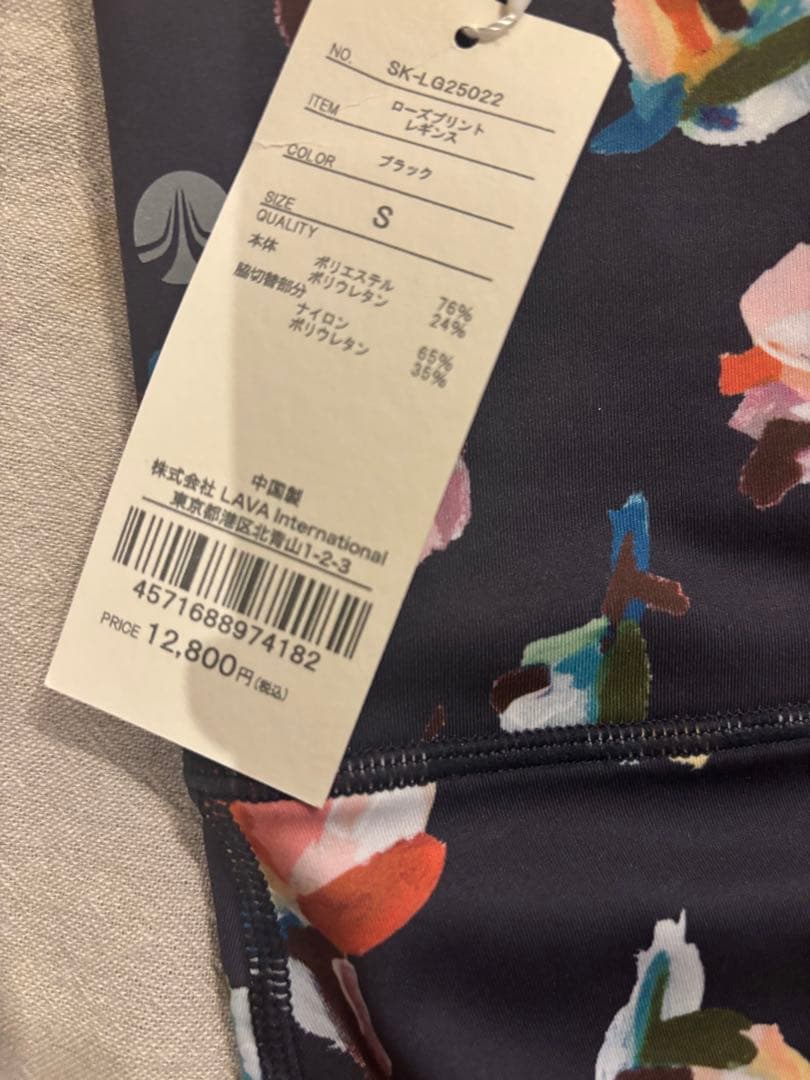 NO. SK-LG25022
ITEM ローズプリント
レギンス
COLOR ブラック
SIZE S
QUALITY
本体 ポリエステル 76%
ポリウレタン 24%
脇切替部分
ナイロン 65%
ポリウレタン 35%
中国製
株式会社 LAVA International
東京都港区北青山1-2-3
4571688974182
PRICE 12,800円(税込)